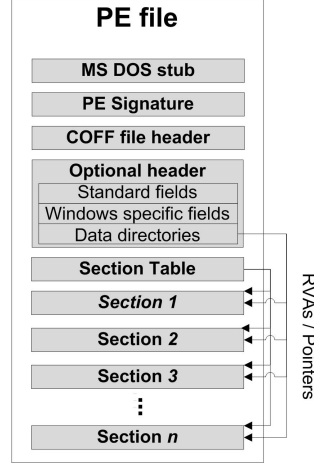 PE file
MS DOS stub
PE Signature
COFF file header
Optional header
Standard fields
Windows specific fields
Data directories
Section Table
Section 1
Section 2
Section 3
Section n
RVAs / Pointers